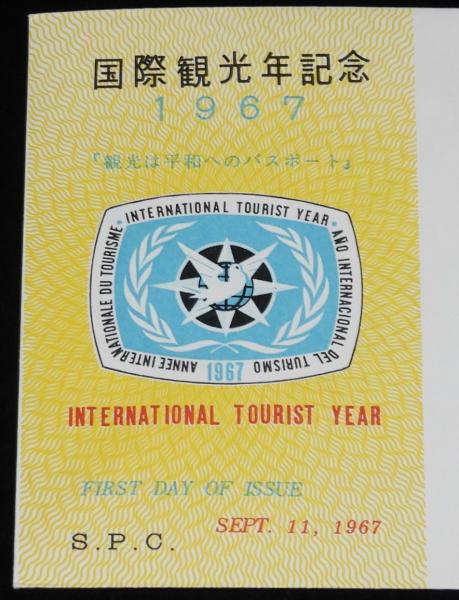 国際観光年記念
1967
『観光は平和へのパスポート』
ANNEE INTERNATIONALE DU TOURISME • INTERNATIONAL TOURIST YEAR • AÑO INTERNACIONAL DEL TURISMO
1967
INTERNATIONAL TOURIST YEAR
FIRST DAY OF ISSUE
SEPT. 11, 1967
S.P.C.